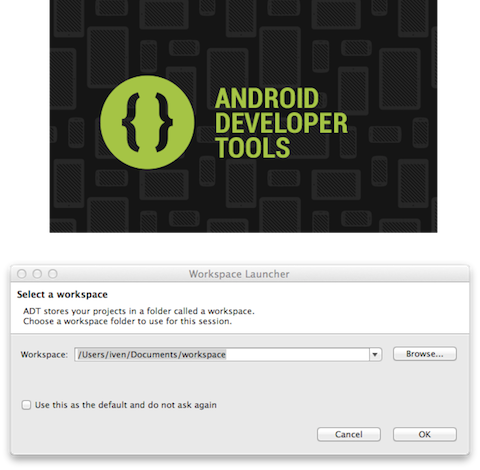 { }
ANDROID
DEVELOPER
TOOLS
Workspace Launcher
Select a workspace
ADT stores your projects in a folder called a workspace.
Choose a workspace folder to use for this session.
Workspace: /Users/iven/Documents/workspace Browse...
Use this as the default and do not ask again
Cancel OK